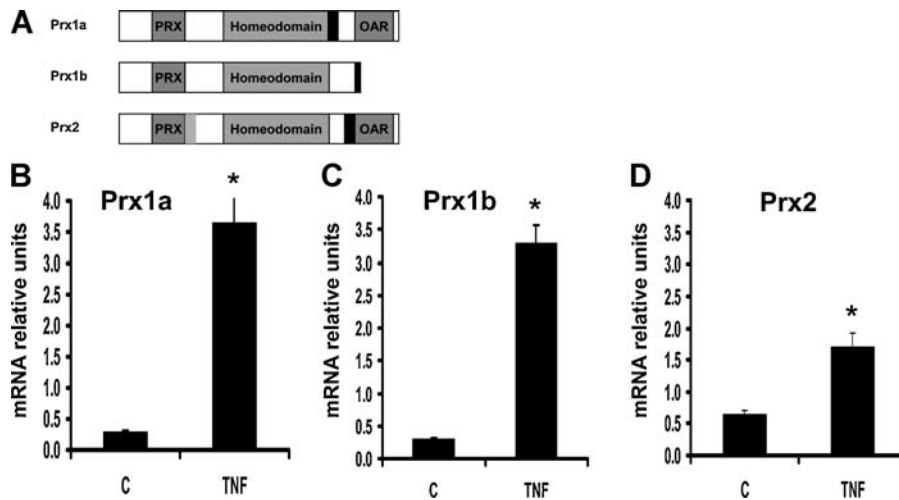 A
Prx1a PRX Homeodomain OAR
Prx1b PRX Homeodomain
Prx2 PRX Homeodomain OAR
B
Prx1a
*
mRNA relative units
4.0
3.5
3.0
2.5
2.0
1.5
1.0
0.5
0.0
C TNF
C
Prx1b
*
mRNA relative units
4.0
3.5
3.0
2.5
2.0
1.5
1.0
0.5
0.0
C TNF
D
Prx2
*
mRNA relative units
4.0
3.5
3.0
2.5
2.0
1.5
1.0
0.5
0.0
C TNF